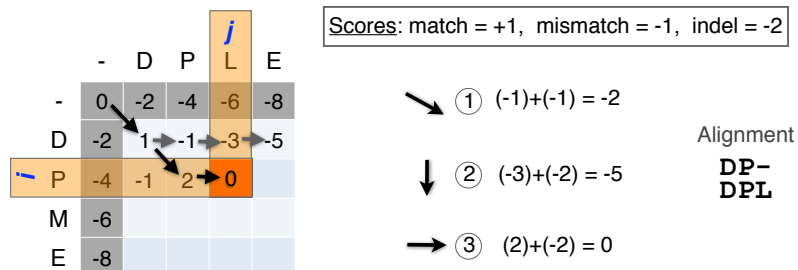 Scores: match = +1, mismatch = -1, indel = -2
j
- D P L E
- 0 -2 -4 -6 -8
D -2 1 -1 -3 -5
i P -4 -1 2 0
M -6
E -8
1 (-1)+(-1) = -2
2 (-3)+(-2) = -5
3 (2)+(-2) = 0
Alignment
DP-
DPL